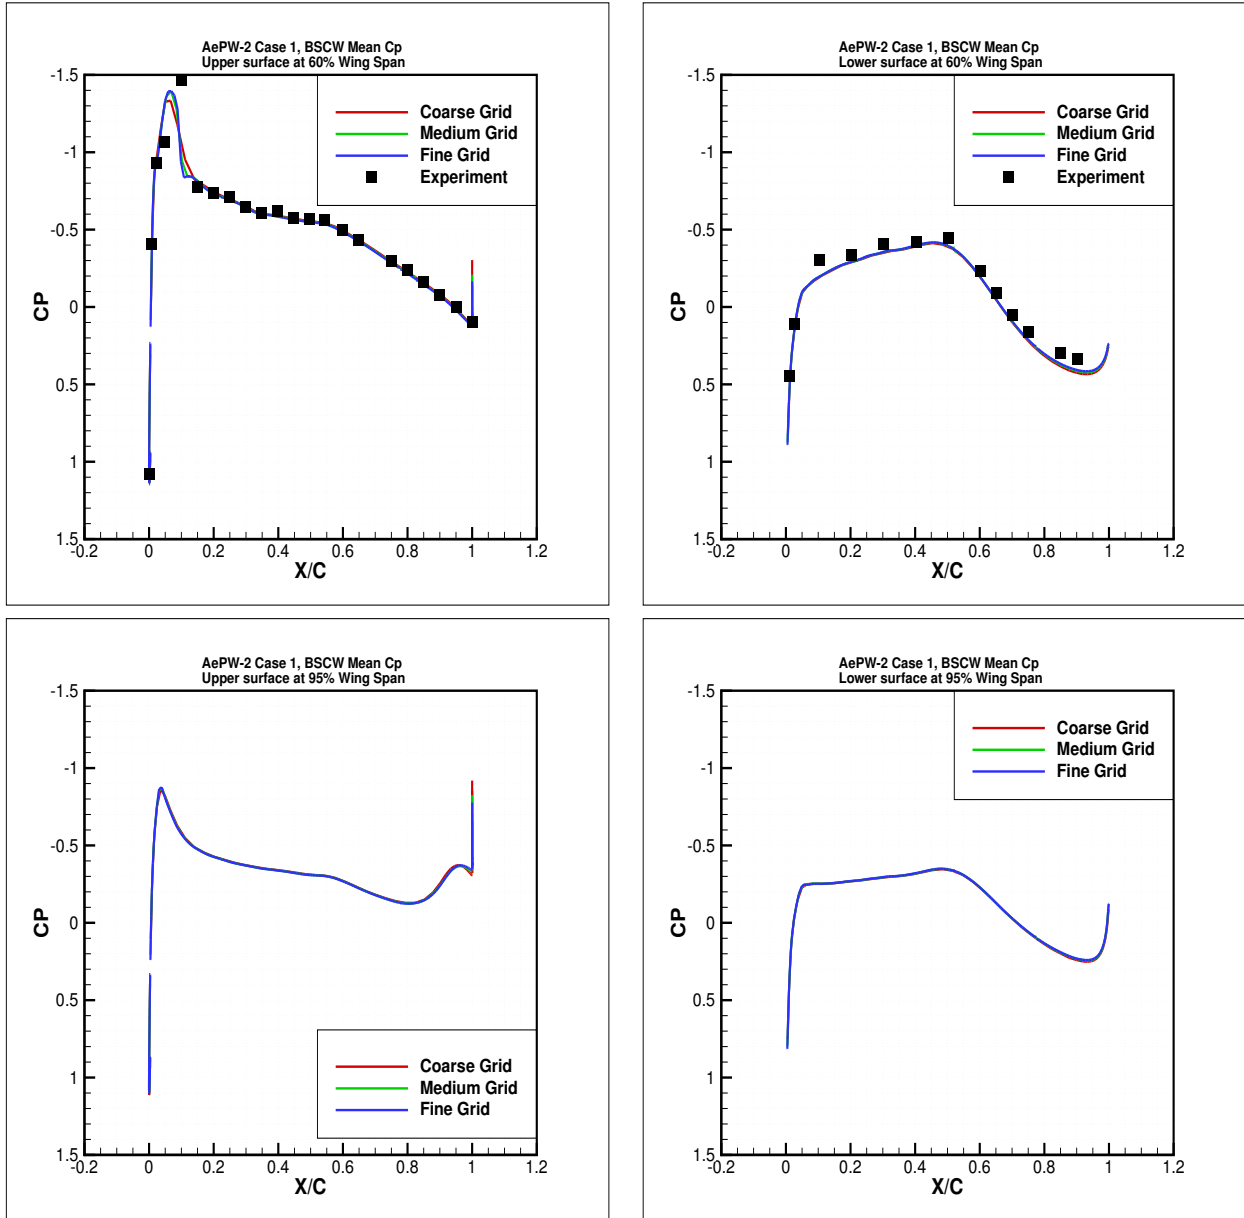 AePW-2 Case 1, BSCW Mean Cp
Upper surface at 60% Wing Span
-1.5
-1
-0.5
0
0.5
1
1.5
CP
-0.2
0
0.2
0.4
0.6
0.8
1
1.2
X/C
Coarse Grid
Medium Grid
Fine Grid
Experiment
AePW-2 Case 1, BSCW Mean Cp
Lower surface at 60% Wing Span
-1.5
-1
-0.5
0
0.5
1
1.5
CP
-0.2
0
0.2
0.4
0.6
0.8
1
1.2
X/C
Coarse Grid
Medium Grid
Fine Grid
Experiment
AePW-2 Case 1, BSCW Mean Cp
Upper surface at 95% Wing Span
-1.5
-1
-0.5
0
0.5
1
1.5
CP
-0.2
0
0.2
0.4
0.6
0.8
1
1.2
X/C
Coarse Grid
Medium Grid
Fine Grid
AePW-2 Case 1, BSCW Mean Cp
Lower surface at 95% Wing Span
-1.5
-1
-0.5
0
0.5
1
1.5
CP
-0.2
0
0.2
0.4
0.6
0.8
1
1.2
X/C
Coarse Grid
Medium Grid
Fine Grid